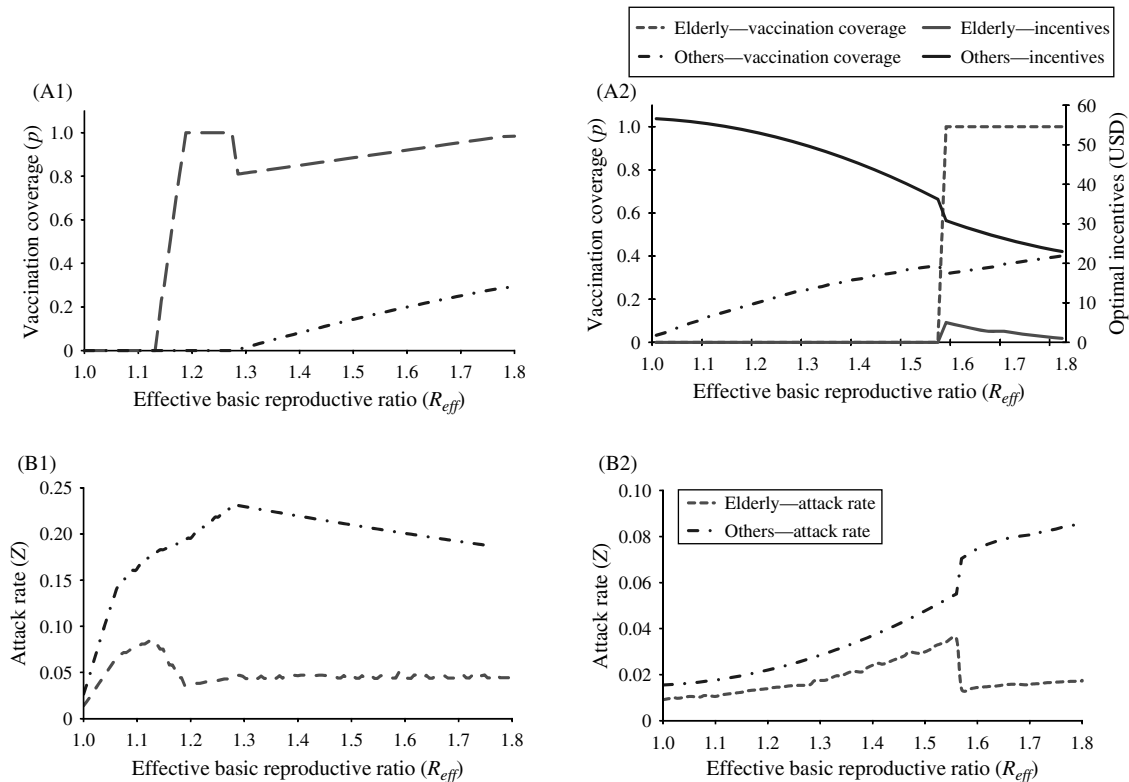 Elderly—vaccination coverage
Elderly—incentives
Others—vaccination coverage
Others—incentives
(A1)
1.0
0.8
0.6
0.4
0.2
0
Vaccination coverage (p)
1.0 1.1 1.2 1.3 1.4 1.5 1.6 1.7 1.8
Effective basic reproductive ratio (Reff)
(A2)
1.0
0.8
0.6
0.4
0.2
0
Vaccination coverage (p)
60
50
40
30
20
10
0
Optimal incentives (USD)
1.0 1.1 1.2 1.3 1.4 1.5 1.6 1.7 1.8
Effective basic reproductive ratio (Reff)
(B1)
0.25
0.20
0.15
0.10
0.05
0
Attack rate (Z)
1.0 1.1 1.2 1.3 1.4 1.5 1.6 1.7 1.8
Effective basic reproductive ratio (Reff)
(B2)
0.10
0.08
0.06
0.04
0.02
0
Attack rate (Z)
Elderly—attack rate
Others—attack rate
1.0 1.1 1.2 1.3 1.4 1.5 1.6 1.7 1.8
Effective basic reproductive ratio (Reff)